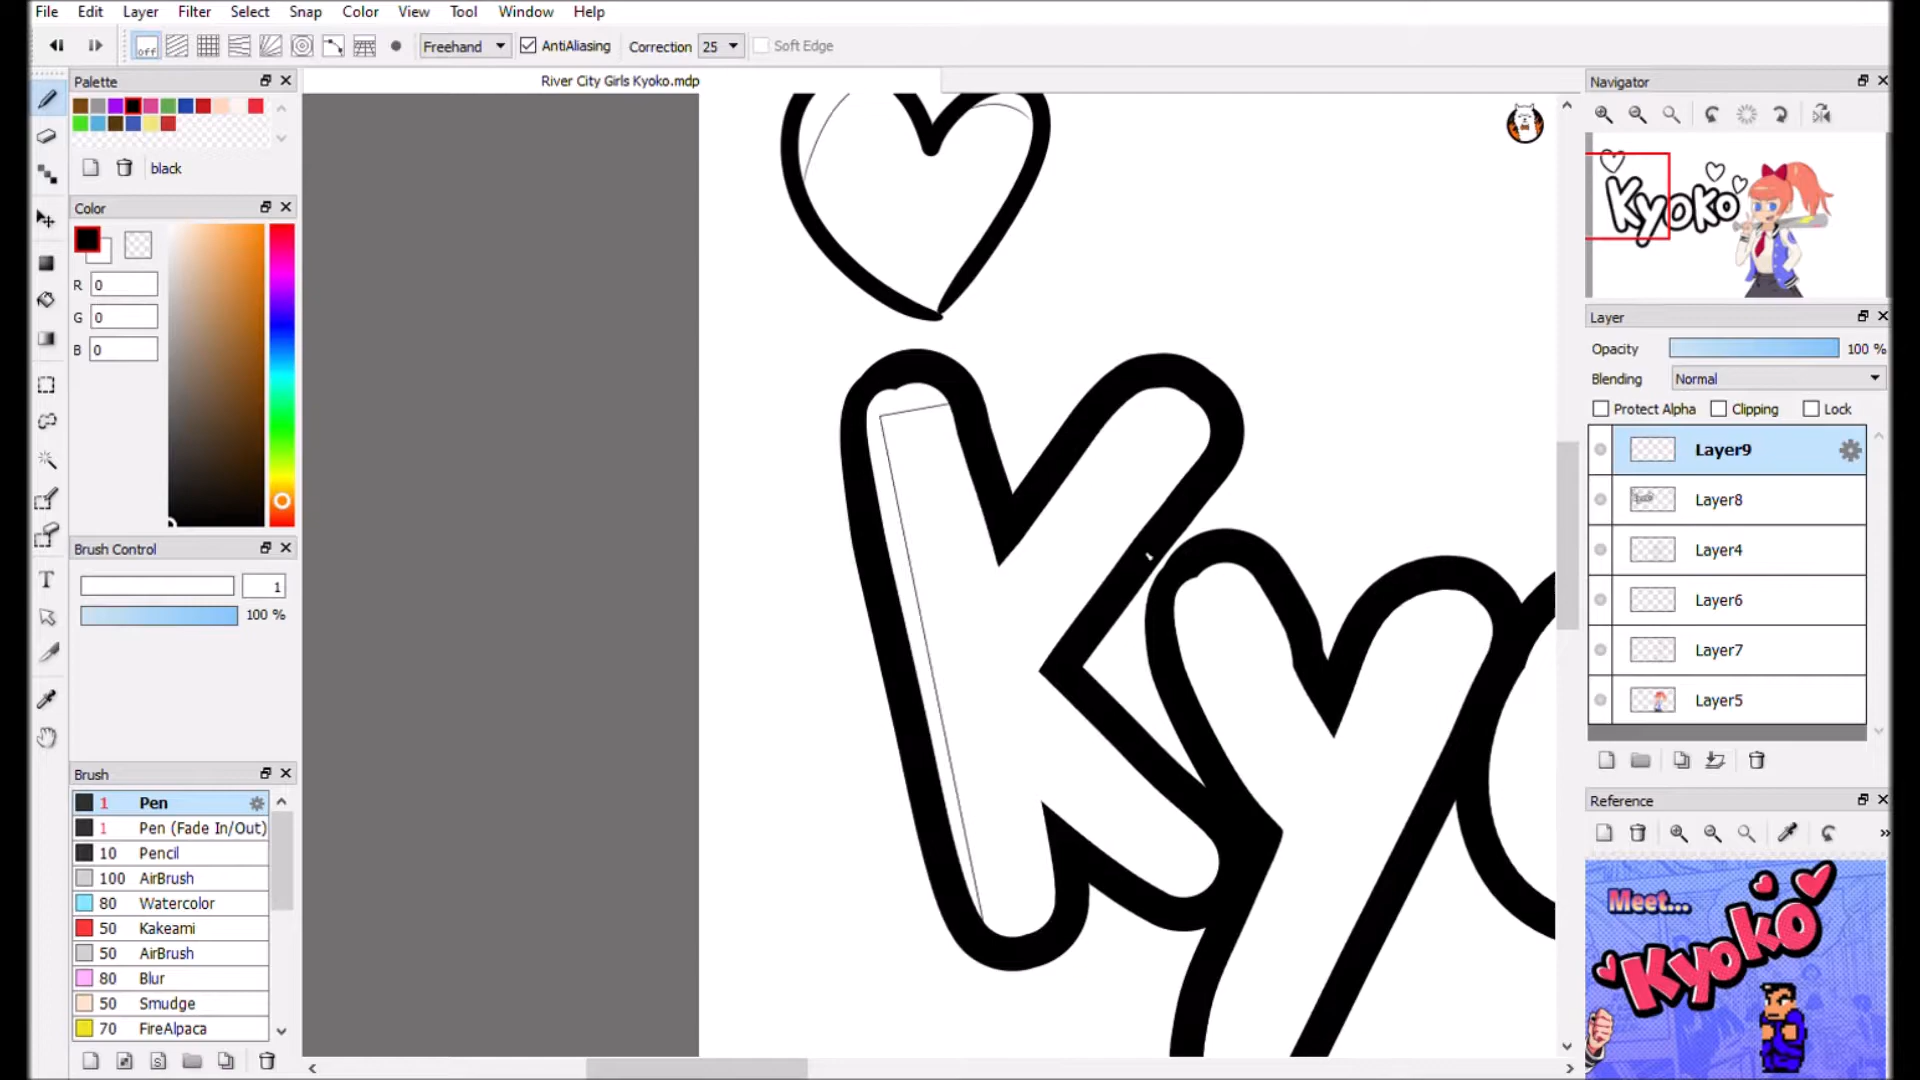 File Edit Layer Filter Select Snap Color View Tool Window Help
off Freehand AntiAliasing Correction 25 Soft Edge
River City Girls Kyoko.mdp
Palette
black
Color
R 0
G 0
B 0
Brush Control
1
100 %
Brush
1 Pen
1 Pen (Fade In/Out)
10 Pencil
100 AirBrush
80 Watercolor
50 Kakeami
50 AirBrush
80 Blur
50 Smudge
70 FireAlpaca
Ky
Navigator
Kyoko
Layer
Opacity 100 %
Blending Normal
Protect Alpha Clipping Lock
Layer9
Layer8
Layer4
Layer6
Layer7
Layer5
Reference
Meet...
Kyoko